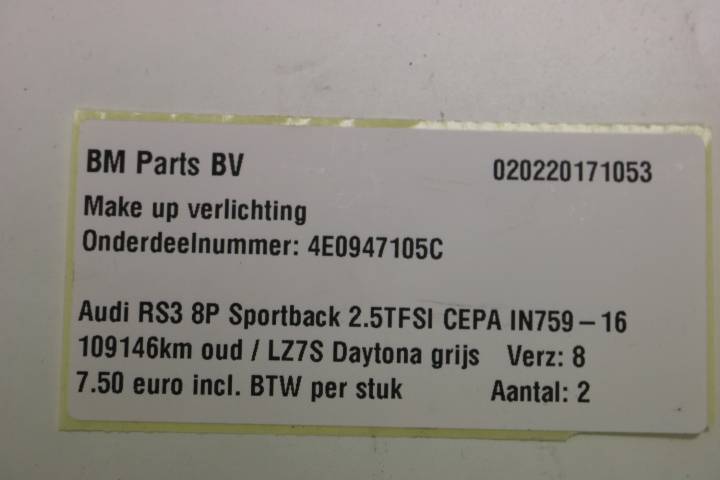 BM Parts BV 020220171053
Make up verlichting
Onderdeelnummer: 4E0947105C
Audi RS3 8P Sportback 2.5TFSI CEPA IN759-16
109146km oud / LZ7S Daytona grijs Verz: 8
7.50 euro incl. BTW per stuk Aantal: 2